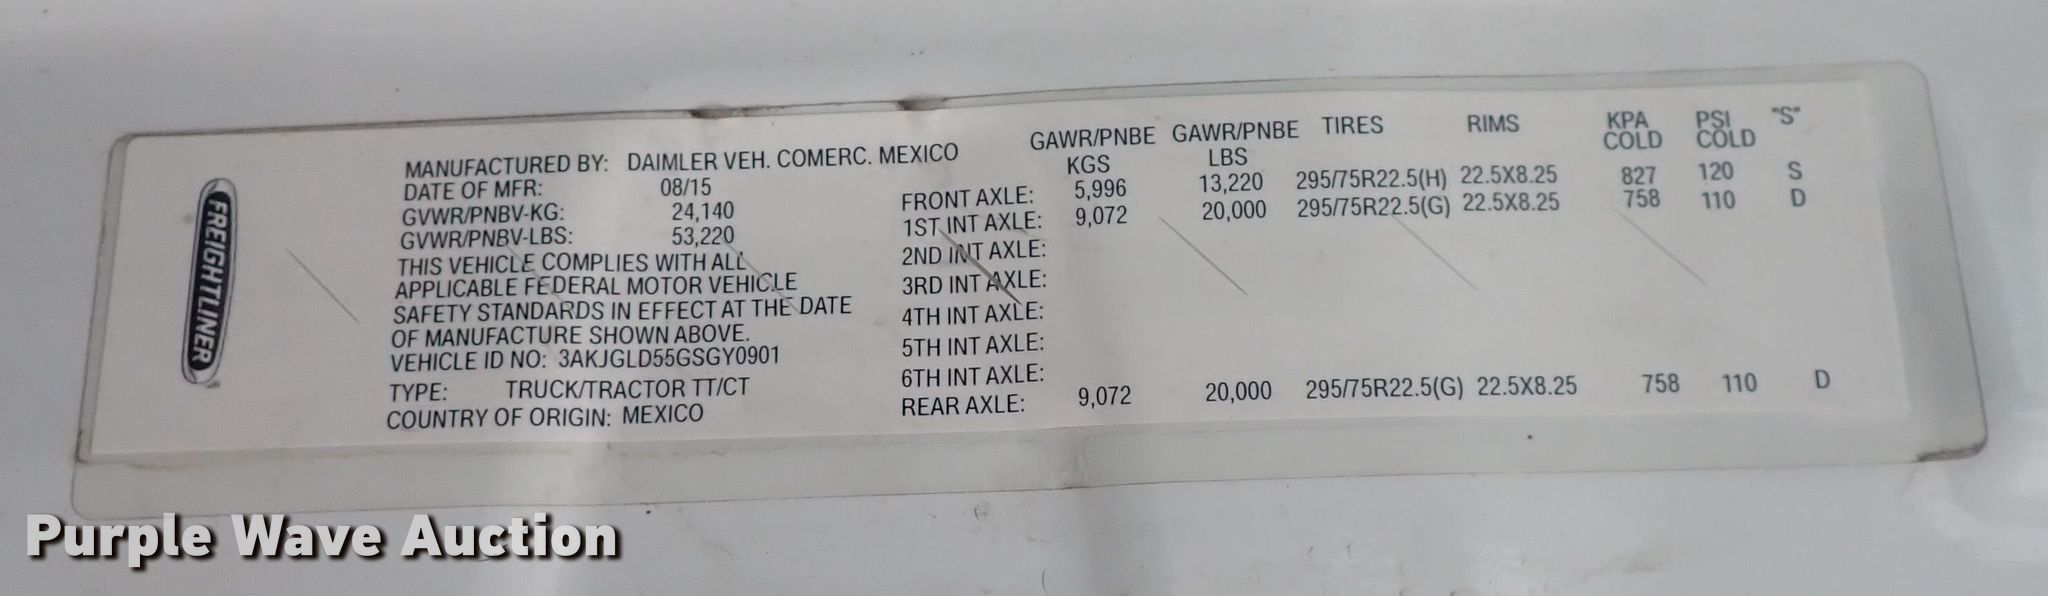 FREIGHTLINER
MANUFACTURED BY: DAIMLER VEH. COMERC. MEXICO
DATE OF MFR: 08/15
GVWR/PNBV-KG: 24,140
GVWR/PNBV-LBS: 53,220
THIS VEHICLE COMPLIES WITH ALL
APPLICABLE FEDERAL MOTOR VEHICLE
SAFETY STANDARDS IN EFFECT AT THE DATE
OF MANUFACTURE SHOWN ABOVE.
VEHICLE ID NO: 3AKJGLD55GSGY0901
TYPE: TRUCK/TRACTOR TT/CT
COUNTRY OF ORIGIN: MEXICO
GAWR/PNBE GAWR/PNBE TIRES RIMS KPA PSI "S"
KGS LBS COLD COLD
FRONT AXLE: 5,996 13,220 295/75R22.5(H) 22.5X8.25 827 120 S
1ST INT AXLE: 9,072 20,000 295/75R22.5(G) 22.5X8.25 758 110 D
2ND INT AXLE:
3RD INT AXLE:
4TH INT AXLE:
5TH INT AXLE:
6TH INT AXLE:
REAR AXLE: 9,072 20,000 295/75R22.5(G) 22.5X8.25 758 110 D
Purple Wave Auction